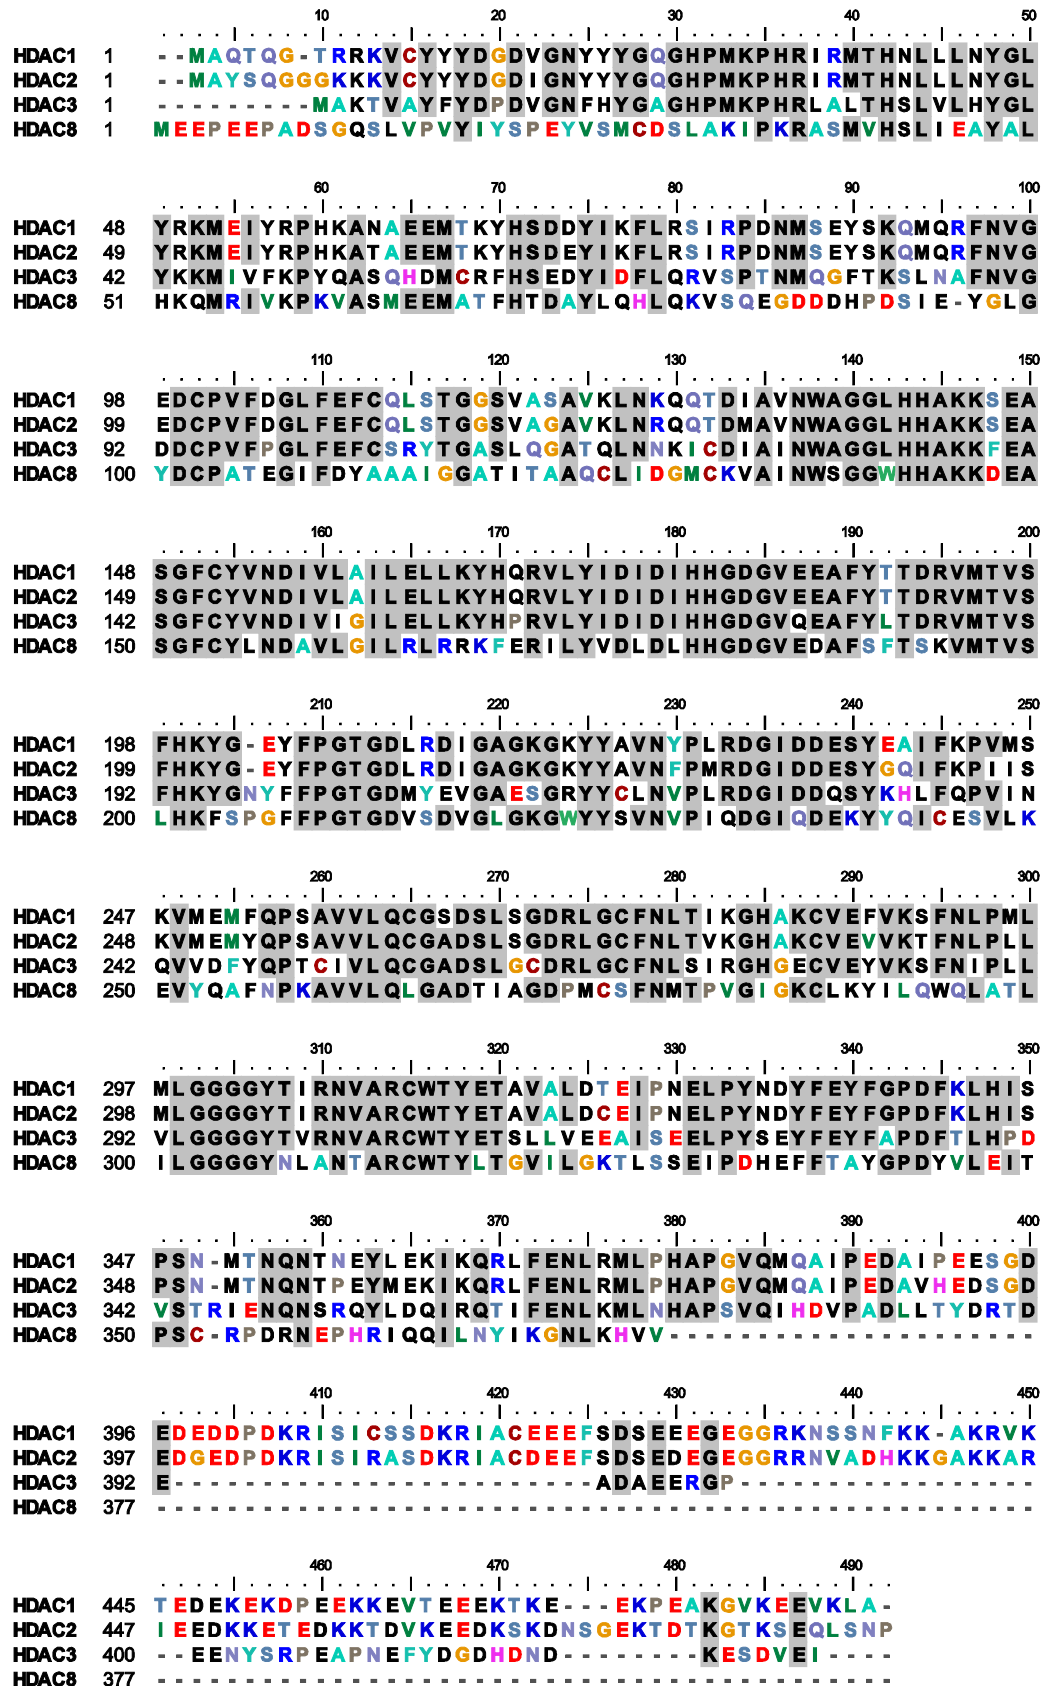 10 20 30 40 50
HDAC1 1 --MAQTQG-TRRKVCYYYDGDVGNYYYGQGHPMKPHRIRMTHNLLLNYGL
HDAC2 1 --MAYSQGGGKKKVCYYYDGDIGNYYYGQGHPMKPHRIRMTHNLLLNYGL
HDAC3 1 ---------MAKTVAYFYDPDVGNFHYGAGHPMKPHRLALTHSLVLHYGL
HDAC8 1 MEEPEEPADSGQSLVPVYIYSPEYVSMCDSLAKIPKRASMVHSLIEAYAL
60 70 20 80 90 100
HDAC1 48 YRKMEIYRPHKANAEEMTKYHSDDYIKFLRSIRPDNMSEYSKQMQRFNVG
HDAC2 49 YRKMEIYRPHKATAEEMTKYHSDEYIKFLRSIRPDNMSEYSKQMQRFNVG
HDAC3 42 YKKMIVFKPYQASQHDMCRFHSEDYIDFLQRVSPTNMQGFTKSLNAFNVG
HDAC8 51 HKQMRIVKPKVASMEEMATFHTDAYLQHLQKVSQEGDDDHPDSIE-YGLG
110 120 130 140 150
HDAC1 98 EDCPVFDGLFEFCQLSTGGSVASAVKLNKQQTDIAVNWAGGLHHAKKSEA
HDAC2 99 EDCPVFDGLFEFCQLSTGGSVAGAVKLNRQQTDMAVNWAGGLHHAKKSEA
HDAC3 92 DDCPVFPGLFEFCSRYTGASLQGATQLNNKICDIAINWAGGLHHAKKFEA
HDAC8 100 YDCPATEGIFDYAAAIGGATITAAQCLIDGMCKVAINWSGGWHHAKKDEA
160 170 180 190 200
HDAC1 148 SGFCYVNDIVLAILELLKYHQRVLYIDIDIHHGDGVEEAFYTTDRVMTVS
HDAC2 149 SGFCYVNDIVLAILELLKYHQRVLYIDIDIHHGDGVEEAFYTTDRVMTVS
HDAC3 142 SGFCYVNDIVIGILELLKYHPRVLYIDIDIHHGDGVQEAFYLTDRVMTVS
HDAC8 150 SGFCYLNDAVLGILRLRRKFERILYVDLDLHHGDGVEDAFSFTSKVMTVS
210 220 230 240 250
HDAC1 198 FHKYG-EYFPGTGDLRDIGAGKGKYYAVNYPLRDGIDDESYEAIFKPVMS
HDAC2 199 FHKYG-EYFPGTGDLRDIGAGKGKYYAVNFPMRDGIDDESYGQIFKPIIS
HDAC3 192 FHKYGNYFFPGTGDMYEVGAESGRYYCLNVPLRDGIDDQSYKHLFQPVIN
HDAC8 200 LHKFSPGFFPGTGDVSDVGLGKGWYYSVNVPIQDGIQDEKYYQICESVLK
260 270 280 290 300
HDAC1 247 KVMEMFQPSAVVLQCGSDSLSGDRLGCFNLTIKGHAKCVEFVKSFNLPML
HDAC2 248 KVMEMYQPSAVVLQCGADSLSGDRLGCFNLTVKGHAKCVEVVKTFNLPLL
HDAC3 242 QVVDFYQPTCIVLQCGADSLGCDRLGCFNLSIRGHGECVEYVKSFNIPLL
HDAC8 250 EVYQAFNPKAVVLQLGADTIAGDPMCSFNMTPVGIGKCLKYILQWQLATL
310 320 330 340 350
HDAC1 297 MLGGGGYTIRNVARCWTYETAVALDTEIPNELPYNDYFEYFGPDFKLHIS
HDAC2 298 MLGGGGYTIRNVARCWTYETAVALDCEIPNELPYNDYFEYFGPDFKLHIS
HDAC3 292 VLGGGGYTVRNVARCWTYETSLLVEEAISEELPYSEYFEYFAPDFTLHPD
HDAC8 300 ILGGGGYNLANTARCWTYLTGVILGKTLSSEIPDHEFFTAYGPDYVLEIT
360 370 380 390 400
HDAC1 347 PSN-MTNQNTNEYLEKIKQRLFENLRMLPHAPGVQMQAIPEDAIPEESGD
HDAC2 348 PSN-MTNQNTPEYMEKIKQRLFENLRMLPHAPGVQMQAIPEDAVHEDSGD
HDAC3 342 VSTRIENQNSRQYLDQIRQTIFENLKMLNHAPSVQIHDVPADLLTYDRTD
HDAC8 350 PSC-RPDRNEPHRIQQILNYIKGNLKHVV---------------------
410 420 430 440 450
HDAC1 396 EDEDDPDKRISICSSDKRIACEEEFSDSEEEGEGGRKNSSNFKK-AKRVK
HDAC2 397 EDGEDPDKRISIRASDKRIACDEEFSDSEDEGEGGRRNVADHKKGAKKAR
HDAC3 392 E------------------------ADAEERGP-----------------
HDAC8 377 --------------------------------------------------
460 470 480 490
HDAC1 445 TEDEKEKDPEEKKEVTEEEKTKE---EKPEAKGVKEEVKLA-
HDAC2 447 IEEDKKETEDKKTDVKEEDKSKDNSGEKTDTKGTKSEQLSNP
HDAC3 400 --EENYSRPEAPNEFYDGDHDND--------KESDVEI----
HDAC8 377 ------------------------------------------